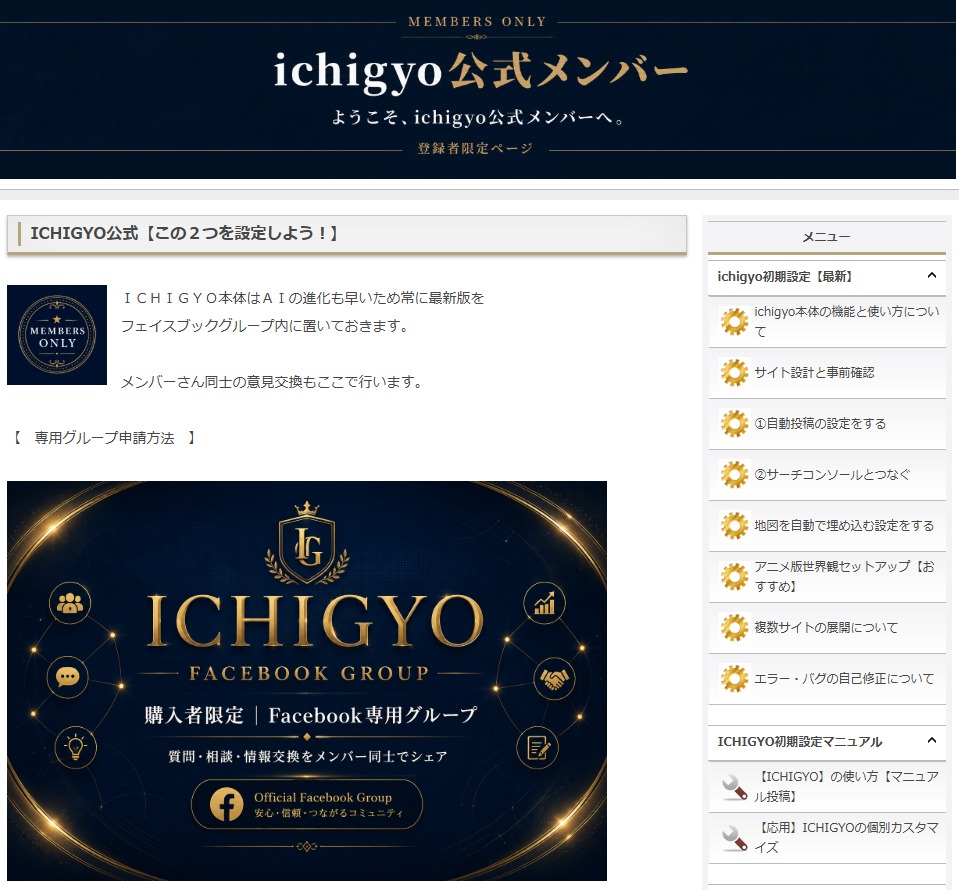 MEMBERS ONLY
ichigyo公式メンバー
ようこそ、ichigyo公式メンバーへ。
登録者限定ページ
ICHIGYO公式【この２つを設定しよう！】
MEMBERS
ONLY
ＩＣＨＩＧＹＯ本体はＡＩの進化も早いため常に最新版を
フェイスブックグループ内に置いておきます。
メンバーさん同士の意見交換もここで行います。
【　専用グループ申請方法　】
IG
ICHIGYO
FACEBOOK GROUP
購入者限定｜Facebook専用グループ
質問・相談・情報交換をメンバー同士でシェア
Official Facebook Group
安心・信頼・つながるコミュニティ
メニュー
ichigyo初期設定【最新】
ichigyo本体の機能と使い方につい
て
サイト設計と事前確認
①自動投稿の設定をする
②サーチコンソールとつなぐ
地図を自動で埋め込む設定をする
アニメ版世界観セットアップ【お
すすめ】
複数サイトの展開について
エラー・バグの自己修正について
ICHIGYO初期設定マニュアル
【ICHIGYO】の使い方【マニュア
ル投稿】
【応用】ICHIGYOの個別カスタマ
イズ